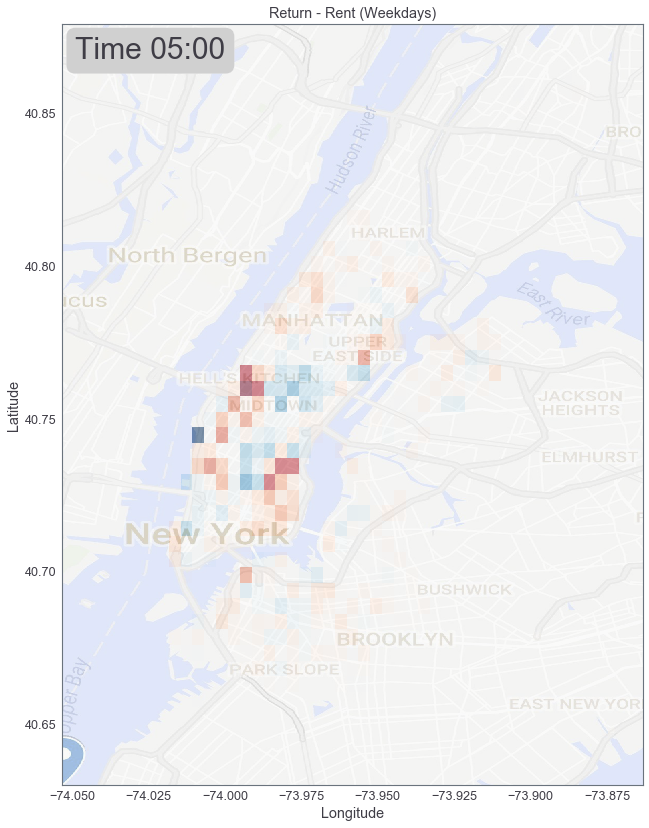 Return - Rent (Weekdays)
Time 05:00
40.85
BRO
Hudson River
HARLEM
North Bergen
40.80
East River
UCUS
MANHATTAN
UPPER
EAST SIDE
HELL'S KITCHEN
MIDTOWN
JACKSON
HEIGHTS
40.75
Latitude
ELMHURST
New York
40.70
BUSHWICK
BROOKLYN
PARK SLOPE
pper Bay
EAST NEW YOR
40.65
−74.050 −74.025 −74.000 −73.975 −73.950 −73.925 −73.900 −73.875
Longitude